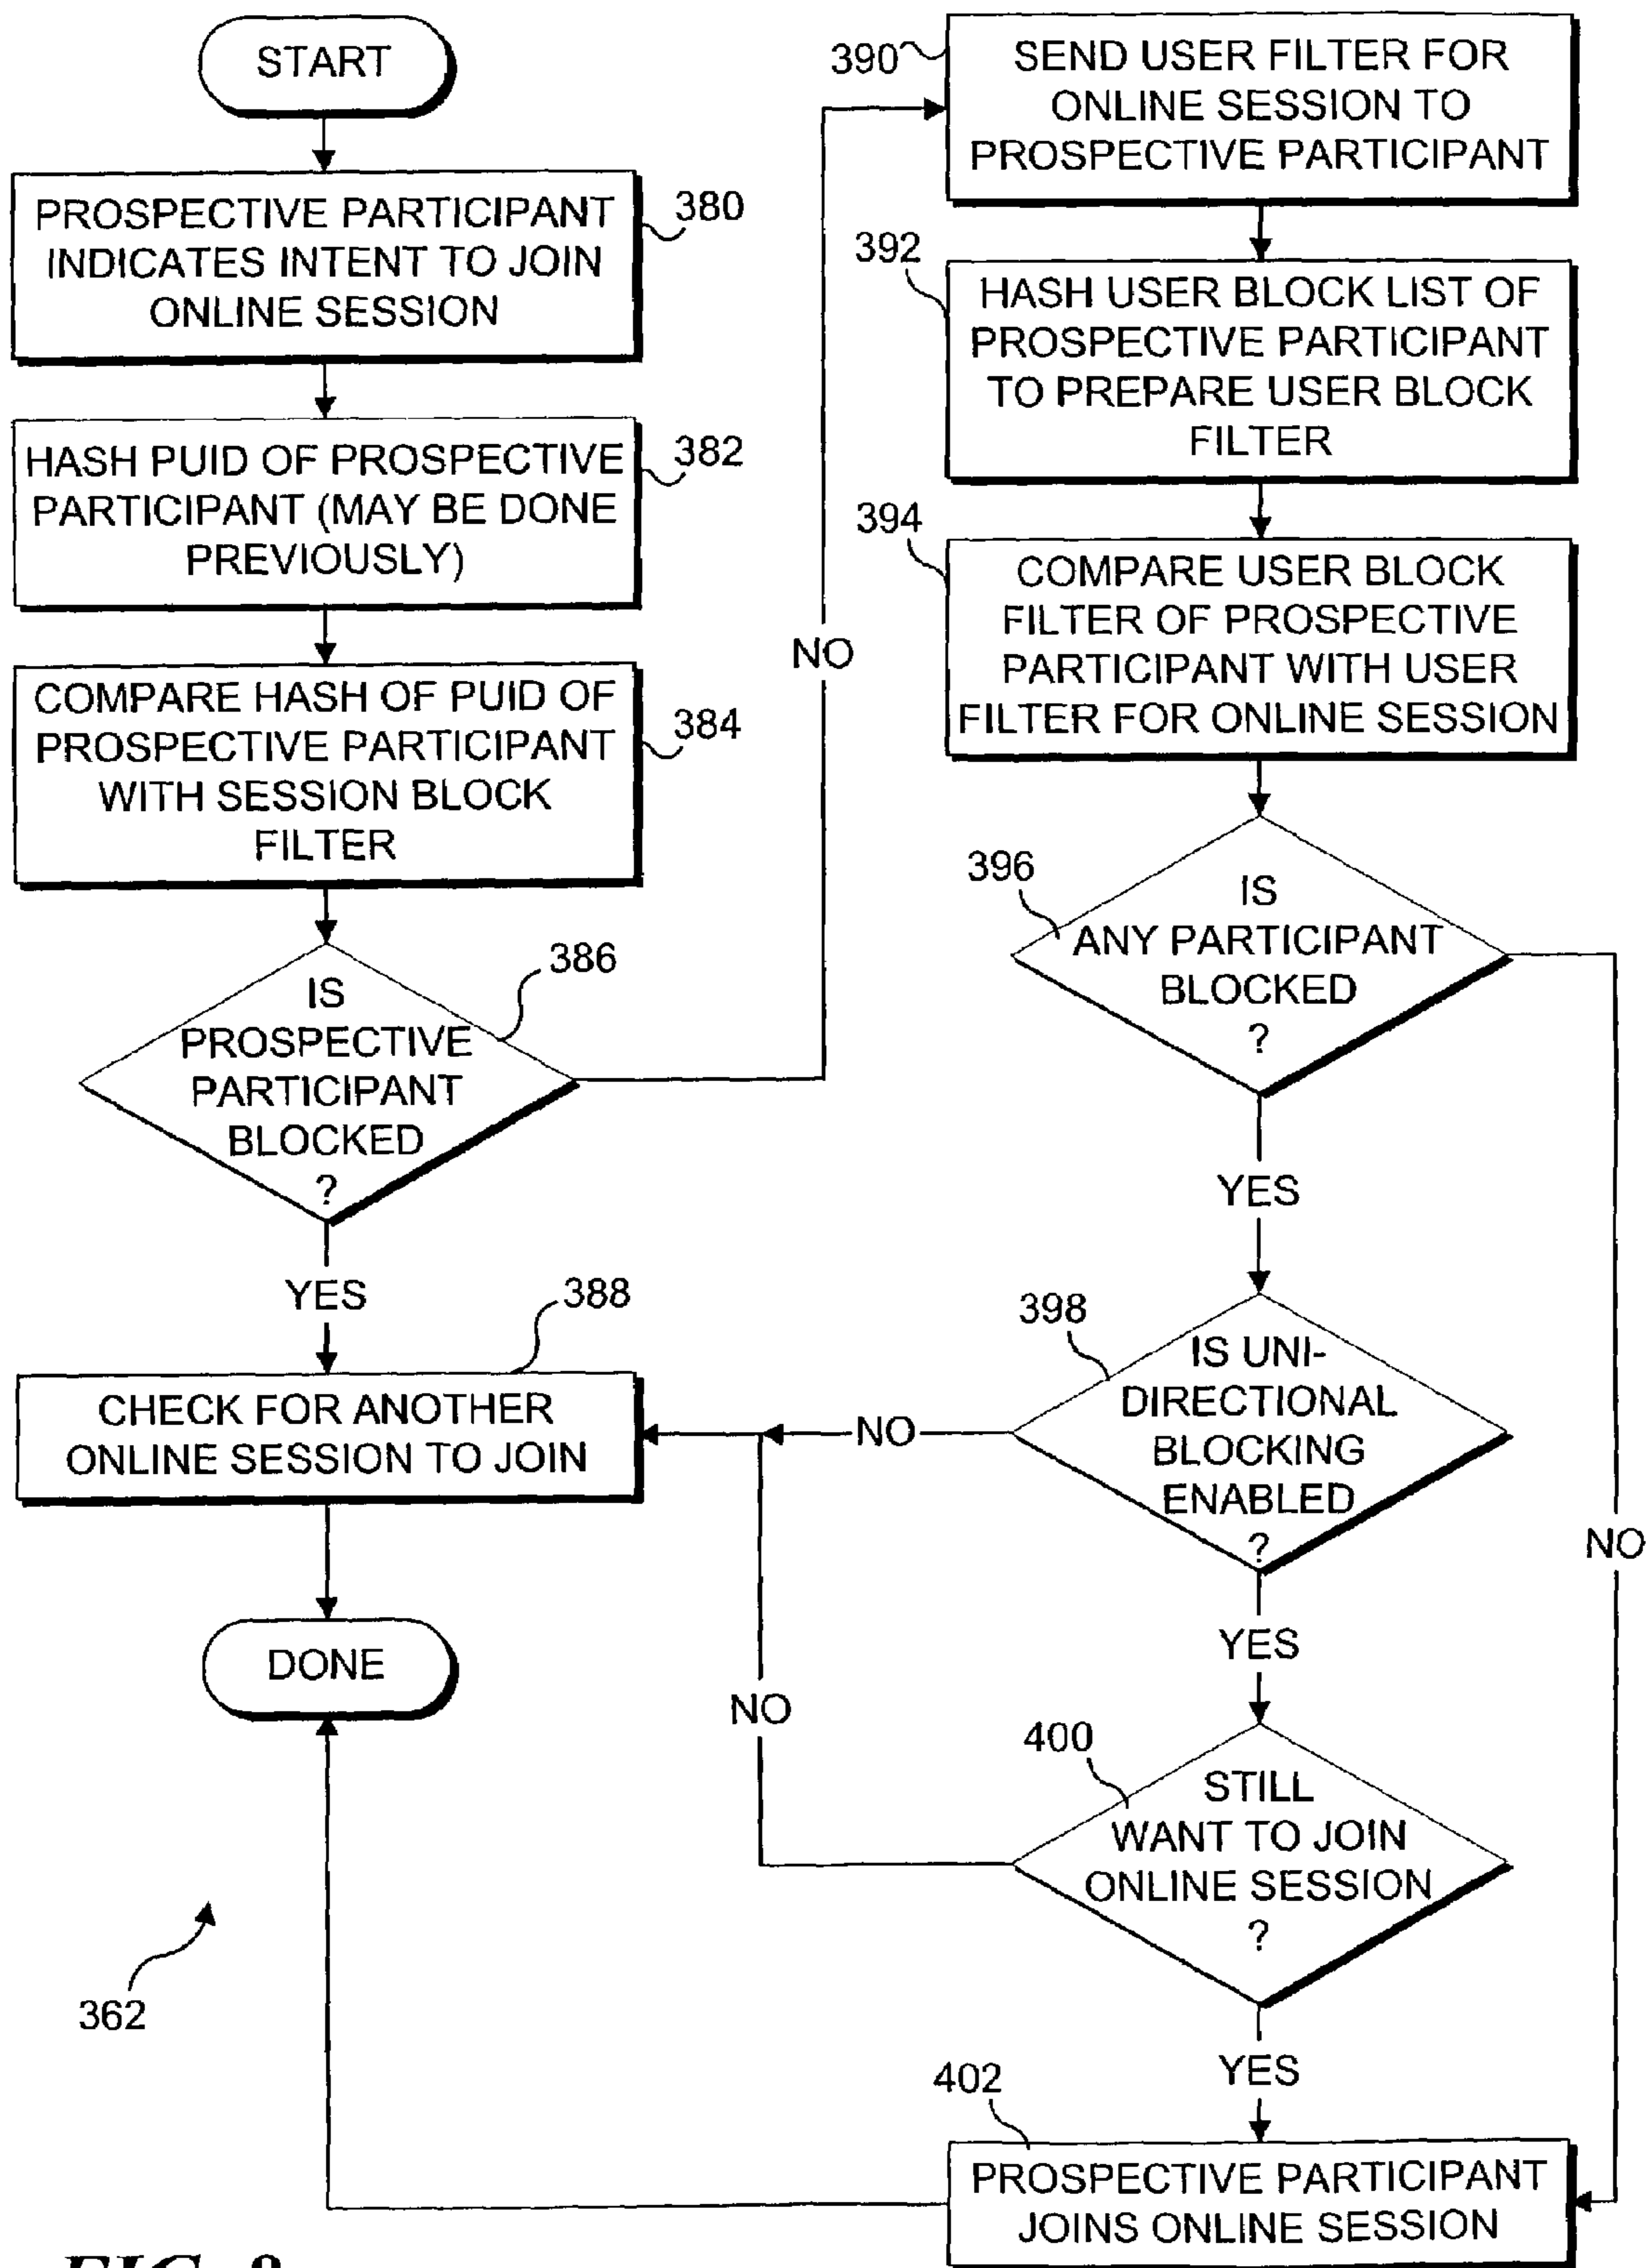 START
PROSPECTIVE PARTICIPANT
INDICATES INTENT TO JOIN
ONLINE SESSION
380
HASH PUID OF PROSPECTIVE
PARTICIPANT (MAY BE DONE
PREVIOUSLY)
382
COMPARE HASH OF PUID OF
PROSPECTIVE PARTICIPANT
WITH SESSION BLOCK
FILTER
384
IS
PROSPECTIVE
PARTICIPANT
BLOCKED
?
386
NO
YES
388
CHECK FOR ANOTHER
ONLINE SESSION TO JOIN
DONE
362
390
SEND USER FILTER FOR
ONLINE SESSION TO
PROSPECTIVE PARTICIPANT
392
HASH USER BLOCK LIST OF
PROSPECTIVE PARTICIPANT
TO PREPARE USER BLOCK
FILTER
394
COMPARE USER BLOCK
FILTER OF PROSPECTIVE
PARTICIPANT WITH USER
FILTER FOR ONLINE SESSION
396
IS
ANY PARTICIPANT
BLOCKED
?
YES
NO
398
IS UNI-
DIRECTIONAL
BLOCKING
ENABLED
?
NO
YES
400
STILL
WANT TO JOIN
ONLINE SESSION
?
NO
YES
402
PROSPECTIVE PARTICIPANT
JOINS ONLINE SESSION